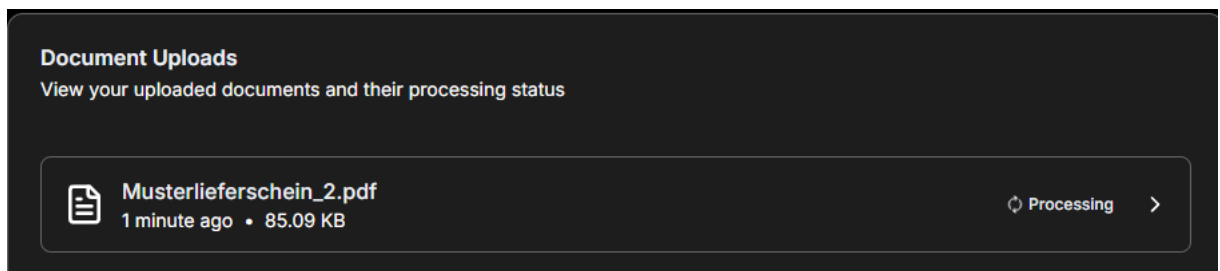 Document Uploads
View your uploaded documents and their processing status
Musterlieferschein_2.pdf
1 minute ago • 85.09 KB
Processing